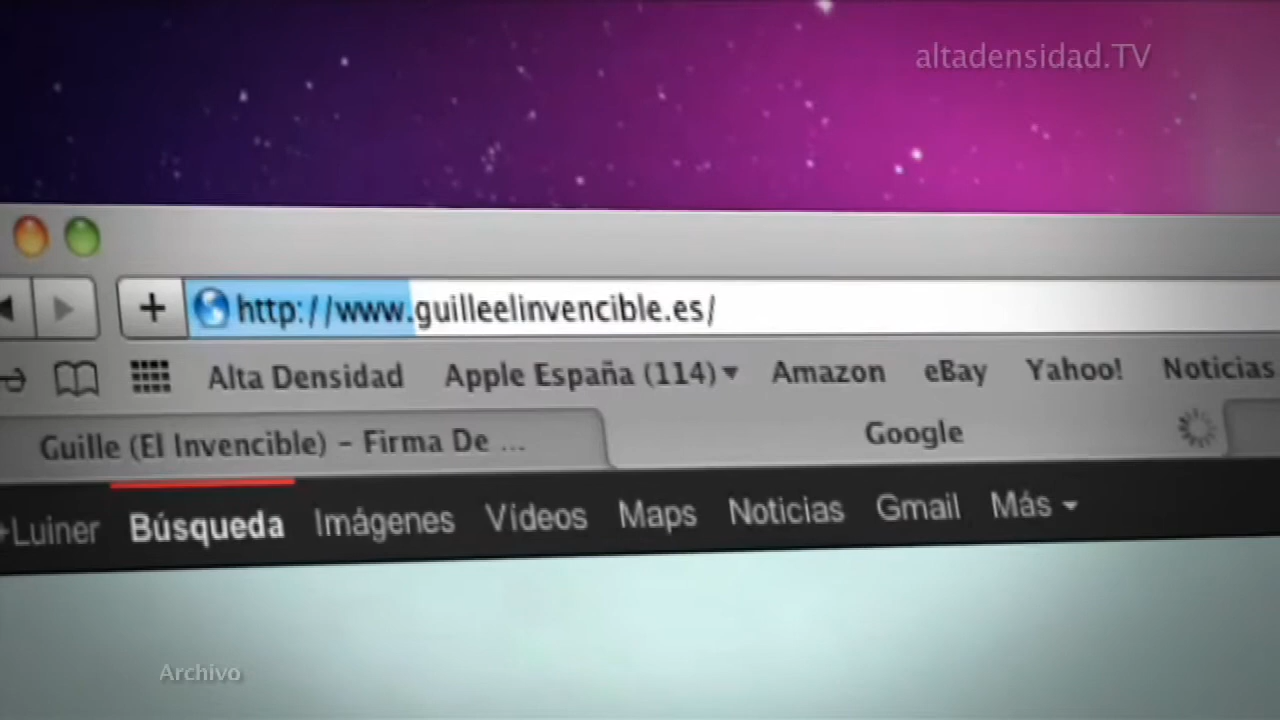 altadensidad.TV
http://www.guilleelinvencible.es/
Alta Densidad Apple España (114) Amazon eBay Yahoo! Noticias
Guille (El Invencible) – Firma De ... Google
+Luiner Búsqueda Imágenes Vídeos Maps Noticias Gmail Más
Archivo